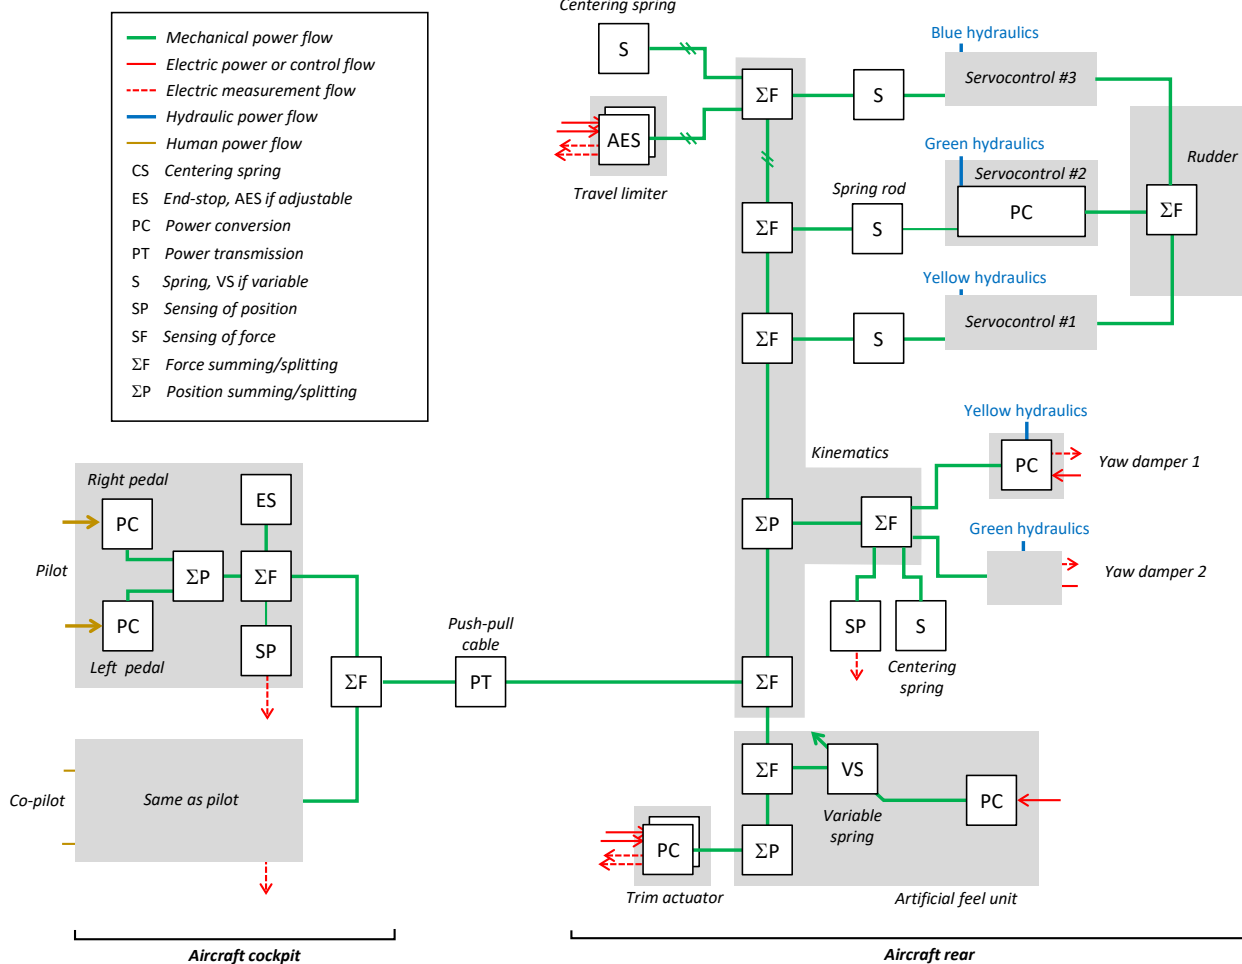 Centering spring
S
AES
Travel limiter
Mechanical power flow
Electric power or control flow
Electric measurement flow
Hydraulic power flow
Human power flow
CS Centering spring
ES End-stop, AES if adjustable
PC Power conversion
PT Power transmission
S Spring, VS if variable
SP Sensing of position
SF Sensing of force
ΣF Force summing/splitting
ΣP Position summing/splitting
Blue hydraulics
ΣF
S
Servocontrol #3
Green hydraulics
Servocontrol #2
Rudder
Spring rod
ΣF
S
PC
ΣF
Yellow hydraulics
ΣF
S
Servocontrol #1
Yellow hydraulics
Kinematics
PC
Yaw damper 1
ΣP
ΣF
Green hydraulics
Yaw damper 2
SP
S
Centering
spring
Right pedal
ES
PC
Pilot
ΣP
ΣF
PC
SP
Left pedal
Push-pull
cable
ΣF
PT
ΣF
Co-pilot
Same as pilot
ΣF
VS
PC
Variable
spring
PC
ΣP
Trim actuator
Artificial feel unit
Aircraft cockpit
Aircraft rear